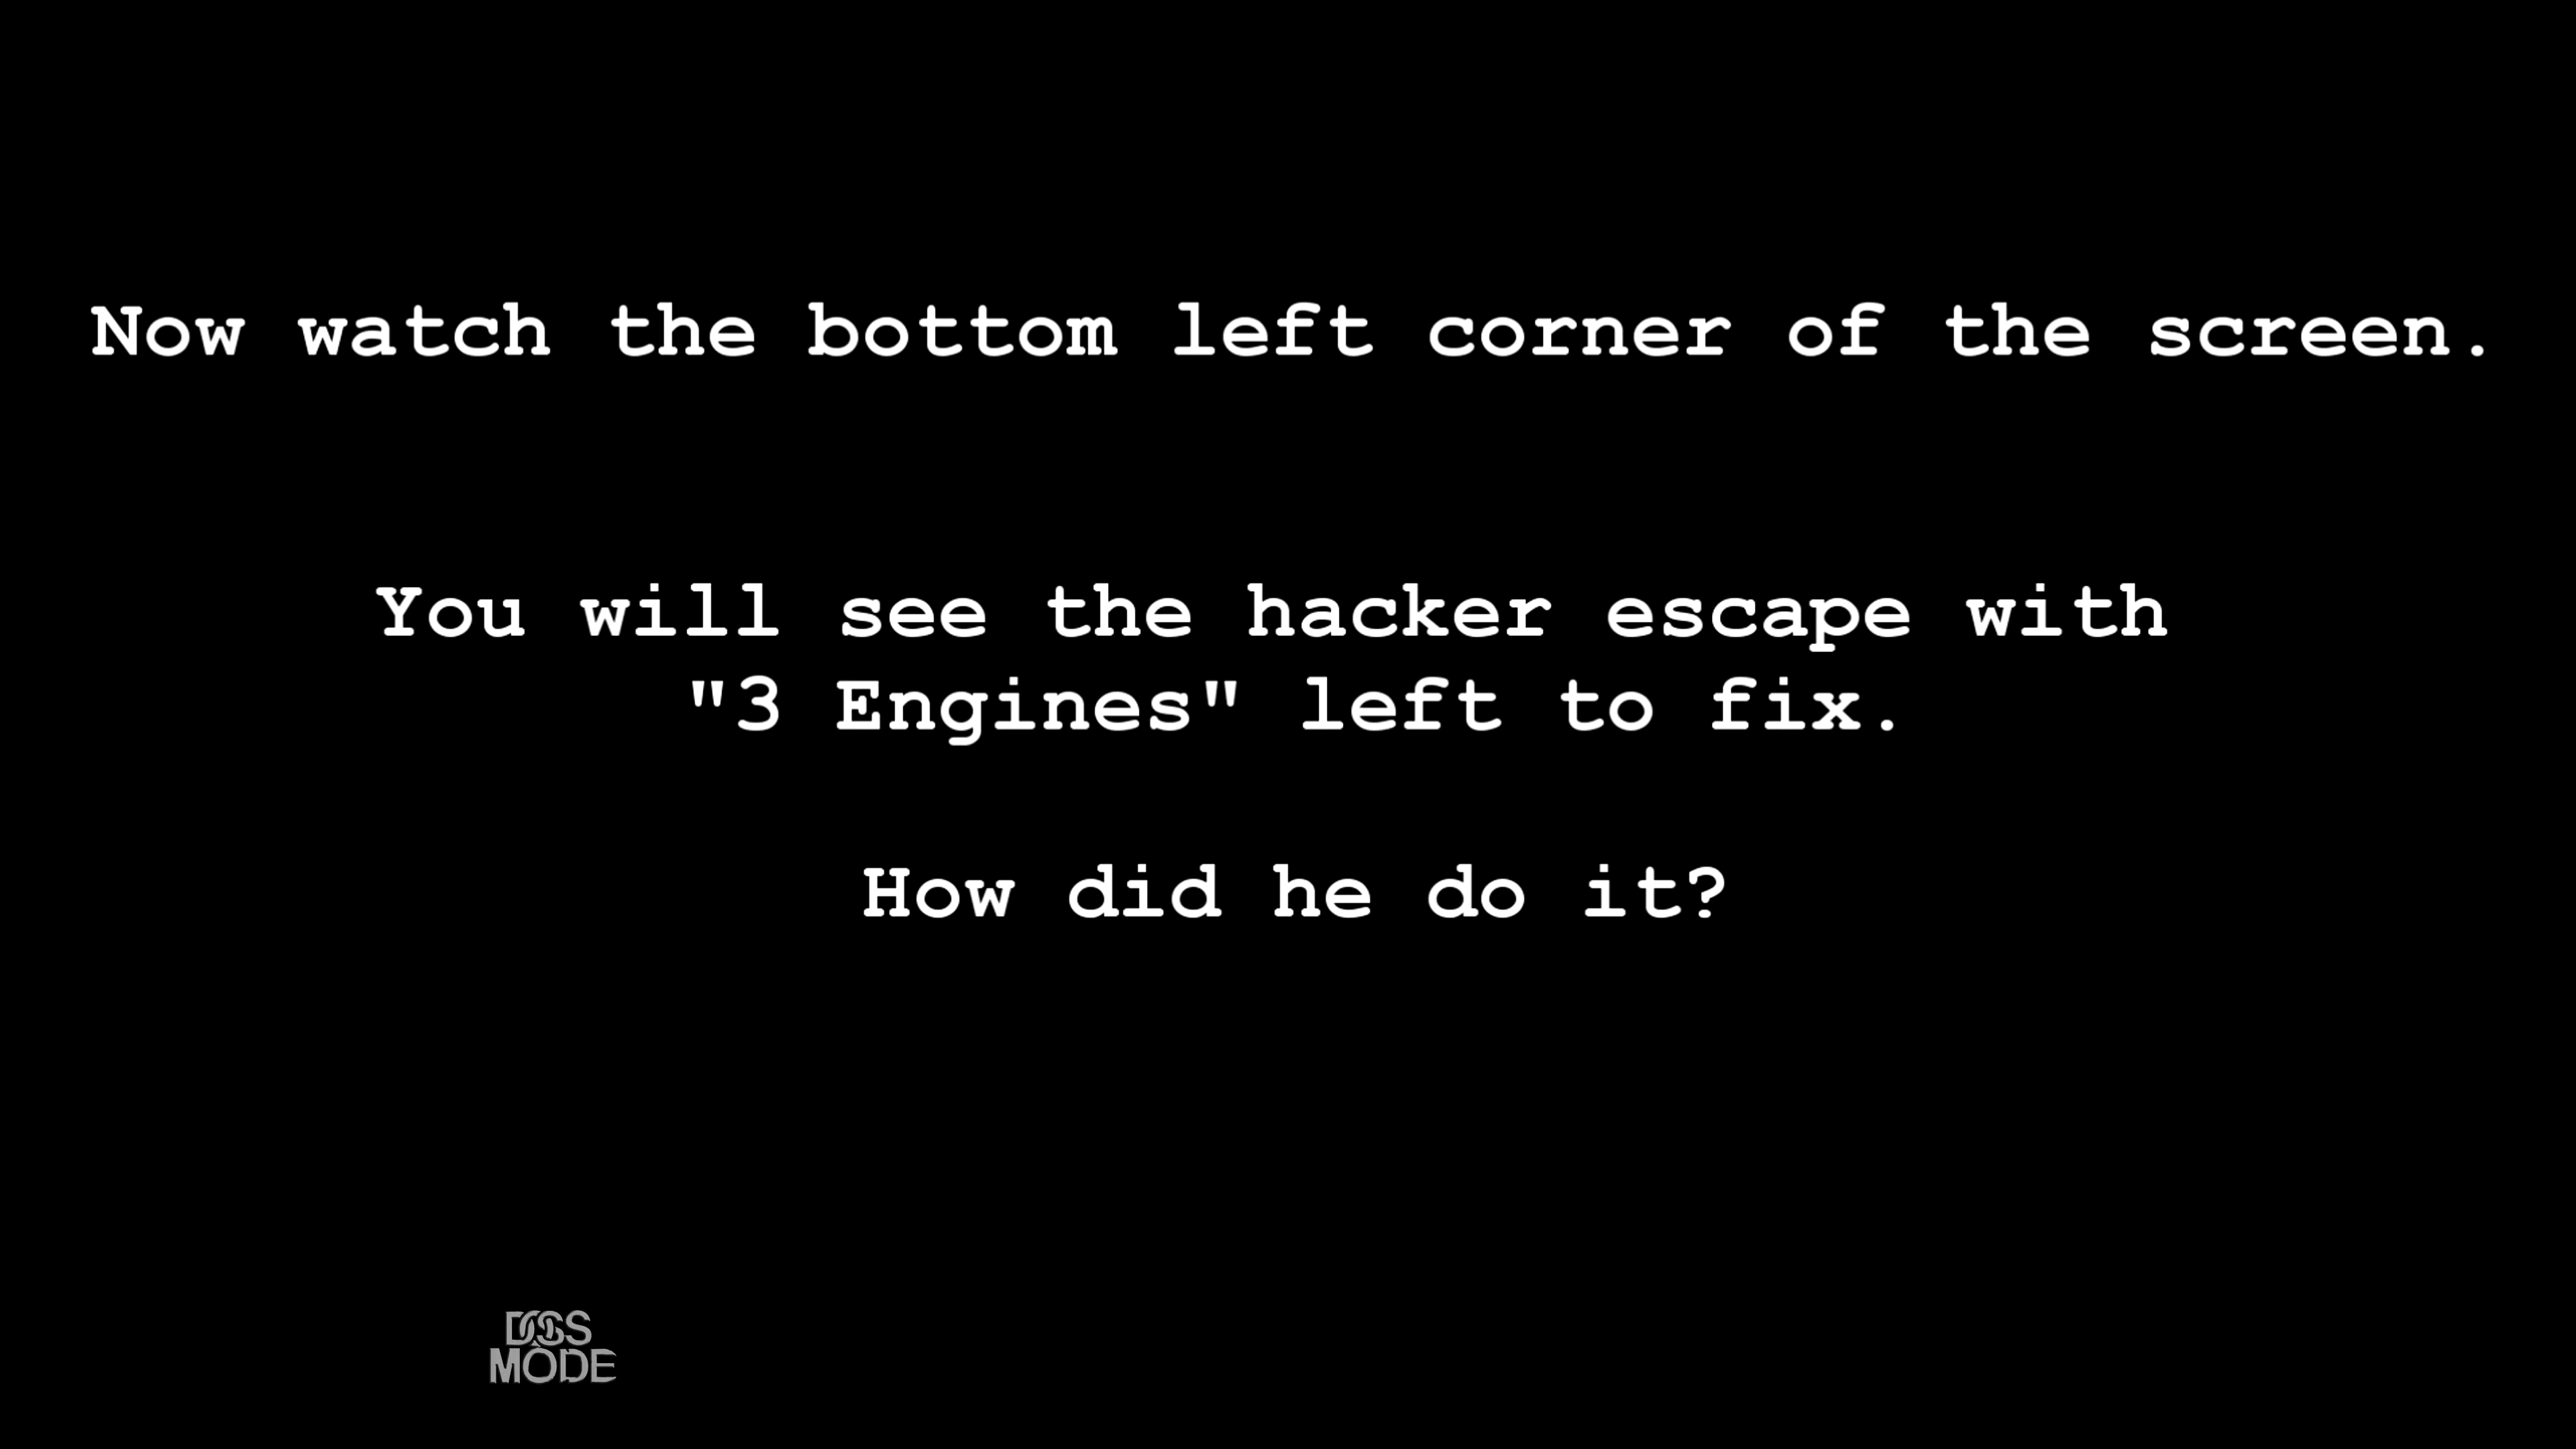 Now watch the bottom left corner of the screen.
You will see the hacker escape with
"3 Engines" left to fix.
How did he do it?
MODE